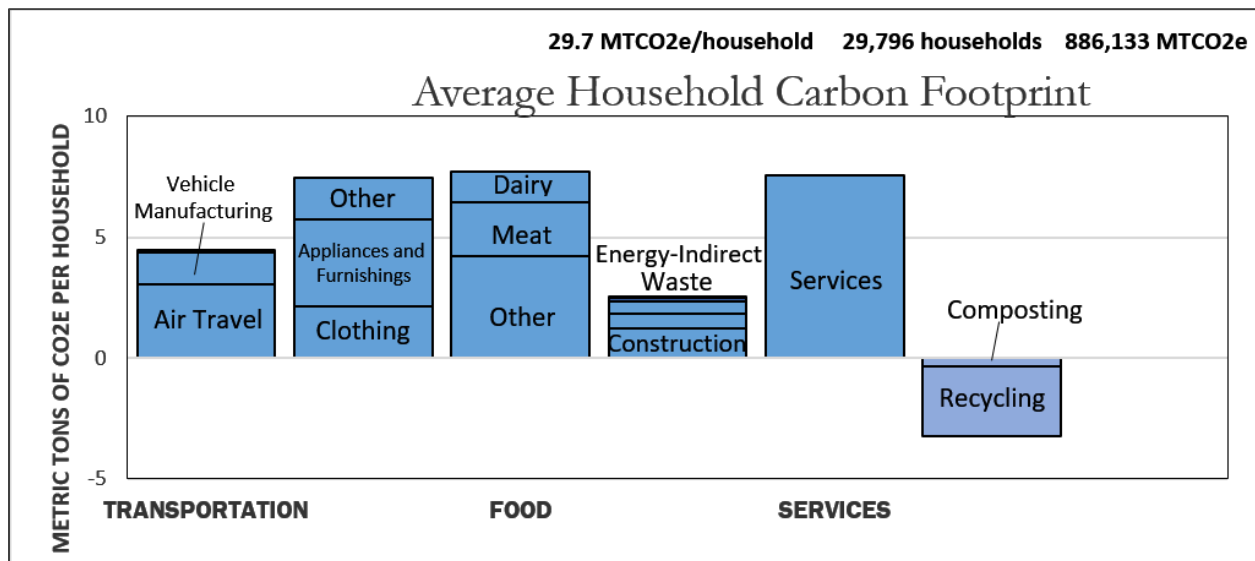 29.7 MTCO2e/household 29,796 households 886,133 MTCO2e
Average Household Carbon Footprint
METRIC TONS OF CO2E PER HOUSEHOLD
10
5
0
-5
Vehicle
Manufacturing
Air Travel
Other
Appliances and
Furnishings
Clothing
Dairy
Meat
Other
Energy-Indirect
Waste
Construction
Services
Composting
Recycling
TRANSPORTATION
FOOD
SERVICES